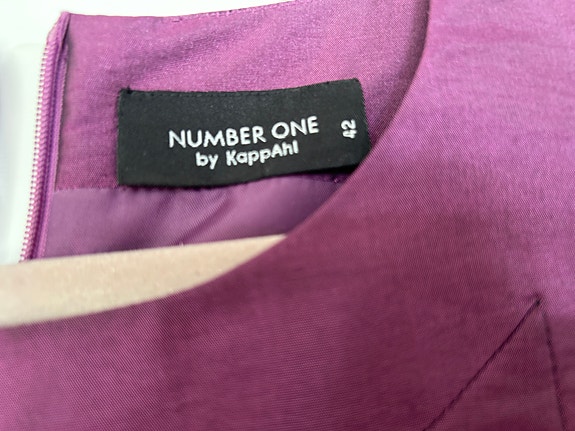 NUMBER ONE
by KappAhl
42